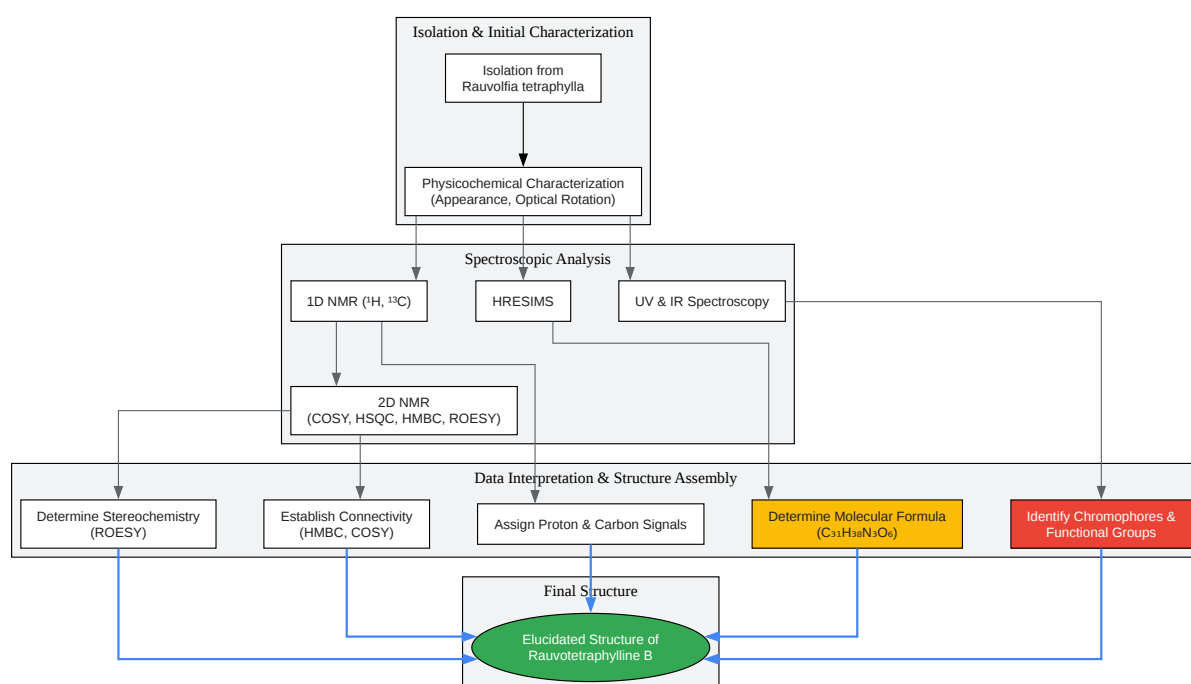 Isolation & Initial Characterization
Isolation from
Rauvolfia tetraphylla
Physicochemical Characterization
(Appearance, Optical Rotation)
Spectroscopic Analysis
1D NMR (¹H, ¹³C)
HRESIMS
UV & IR Spectroscopy
2D NMR
(COSY, HSQC, HMBC, ROESY)
Data Interpretation & Structure Assembly
Determine Stereochemistry
(ROESY)
Establish Connectivity
(HMBC, COSY)
Assign Proton & Carbon Signals
Determine Molecular Formula
(C₃₁H₃₈N₃O₆)
Identify Chromophores &
Functional Groups
Final Structure
Elucidated Structure of
Rauvotetraphylline B